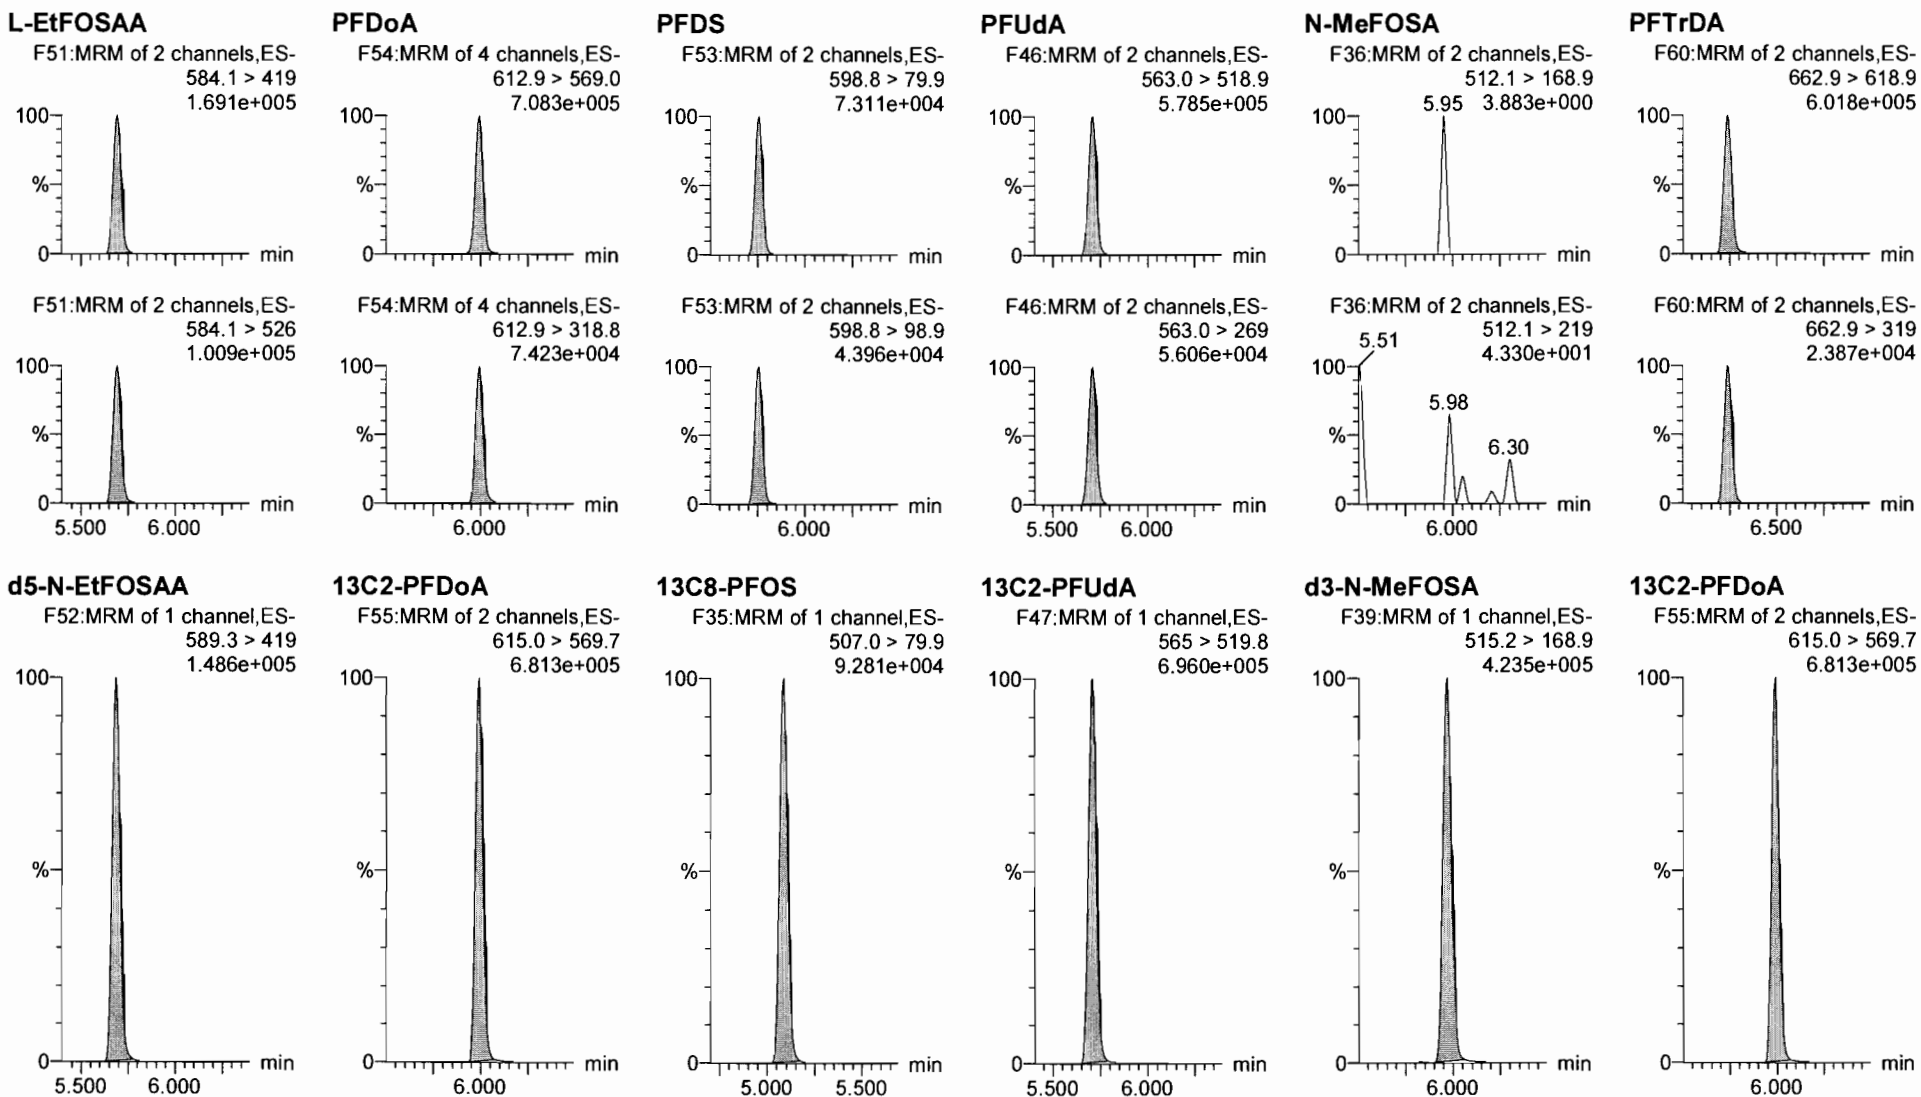 L-EtFOSAA
F51:MRM of 2 channels,ES-
584.1 > 419
1.691e+005
100
%
0
min
F51:MRM of 2 channels,ES-
584.1 > 526
1.009e+005
100
%
0
min
5.500 6.000
PFDoA
F54:MRM of 4 channels,ES-
612.9 > 569.0
7.083e+005
100
%
0
min
F54:MRM of 4 channels,ES-
612.9 > 318.8
7.423e+004
100
%
0
min
6.000
PFDS
F53:MRM of 2 channels,ES-
598.8 > 79.9
7.311e+004
100
%
0
min
F53:MRM of 2 channels,ES-
598.8 > 98.9
4.396e+004
100
%
0
min
6.000
PFUdA
F46:MRM of 2 channels,ES-
563.0 > 518.9
5.785e+005
100
%
0
min
F46:MRM of 2 channels,ES-
563.0 > 269
5.606e+004
100
%
0
min
5.500 6.000
N-MeFOSA
F36:MRM of 2 channels,ES-
512.1 > 168.9
5.95 3.883e+000
100
%
0
min
F36:MRM of 2 channels,ES-
512.1 > 219
5.51
4.330e+001
100
5.98
%
6.30
0
min
6.000
PFTrDA
F60:MRM of 2 channels,ES-
662.9 > 618.9
6.018e+005
100
%
0
min
F60:MRM of 2 channels,ES-
662.9 > 319
2.387e+004
100
%
0
min
6.500
d5-N-EtFOSAA
F52:MRM of 1 channel,ES-
589.3 > 419
1.486e+005
100
%
0
min
5.500 6.000
13C2-PFDoA
F55:MRM of 2 channels,ES-
615.0 > 569.7
6.813e+005
100
%
0
min
6.000
13C8-PFOS
F35:MRM of 1 channel,ES-
507.0 > 79.9
9.281e+004
100
%
0
min
5.000 5.500
13C2-PFUdA
F47:MRM of 1 channel,ES-
565 > 519.8
6.960e+005
100
%
0
min
5.500 6.000
d3-N-MeFOSA
F39:MRM of 1 channel,ES-
515.2 > 168.9
4.235e+005
100
%
0
min
6.000
13C2-PFDoA
F55:MRM of 2 channels,ES-
615.0 > 569.7
6.813e+005
100
%
0
min
6.000